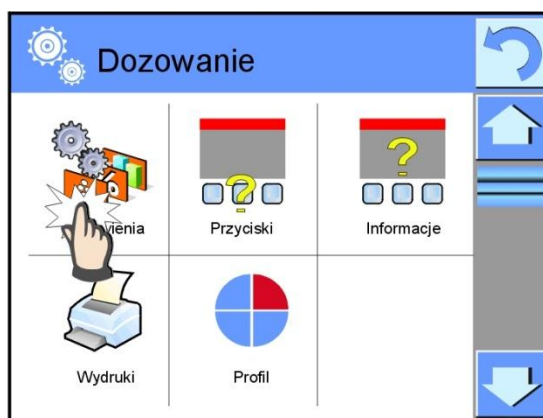 Dozowanie
Przyciski
Informacje
Wydruki
Profil